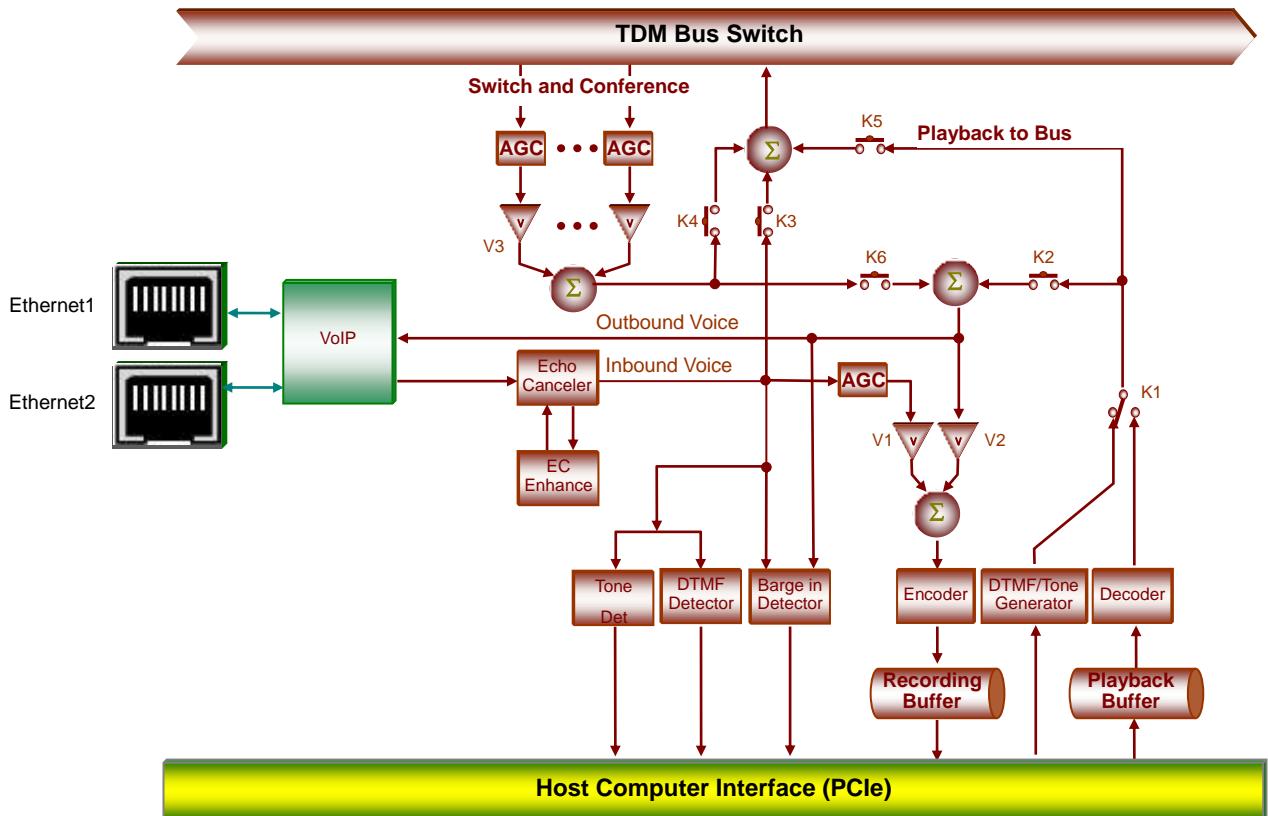 TDM Bus Switch
Switch and Conference
K5
Playback to Bus
AGC
AGC
Σ
v
v
V3
K4
K3
K6
K2
Σ
Σ
Ethernet1
VoIP
Outbound Voice
Inbound Voice
Echo
Canceler
AGC
K1
Ethernet2
V1
v
v
V2
EC
Enhance
Σ
Tone
Det
DTMF
Detector
Barge in
Detector
Encoder
DTMF/Tone
Generator
Decoder
Recording
Buffer
Playback
Buffer
Host Computer Interface (PCIe)